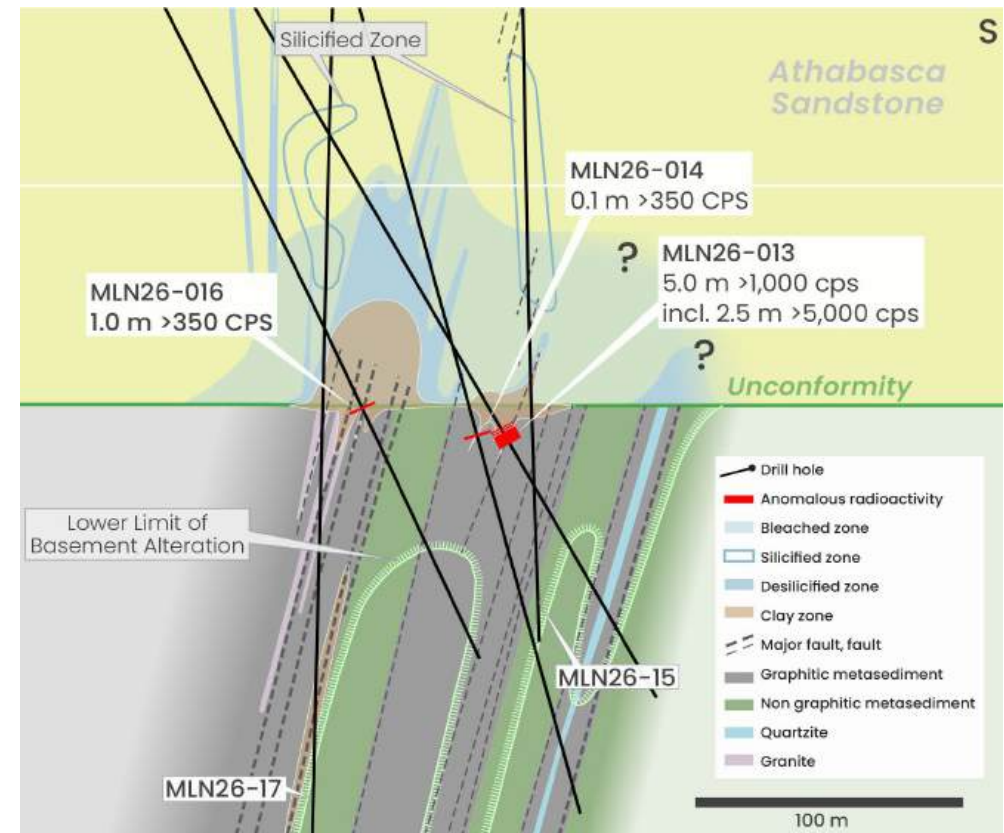 S
Silicified Zone
Athabasca
Sandstone
MLN26-014
0.1 m >350 CPS
?
MLN26-013
5.0 m >1,000 cps
incl. 2.5 m >5,000 cps
MLN26-016
1.0 m >350 CPS
?
Unconformity
Lower Limit of
Basement Alteration
Drill hole
Anomalous radioactivity
Bleached zone
Silicified zone
Desilicified zone
Clay zone
Major fault, fault
Graphitic metasediment
Non graphitic metasediment
Quartzite
Granite
MLN26-15
MLN26-17
100 m